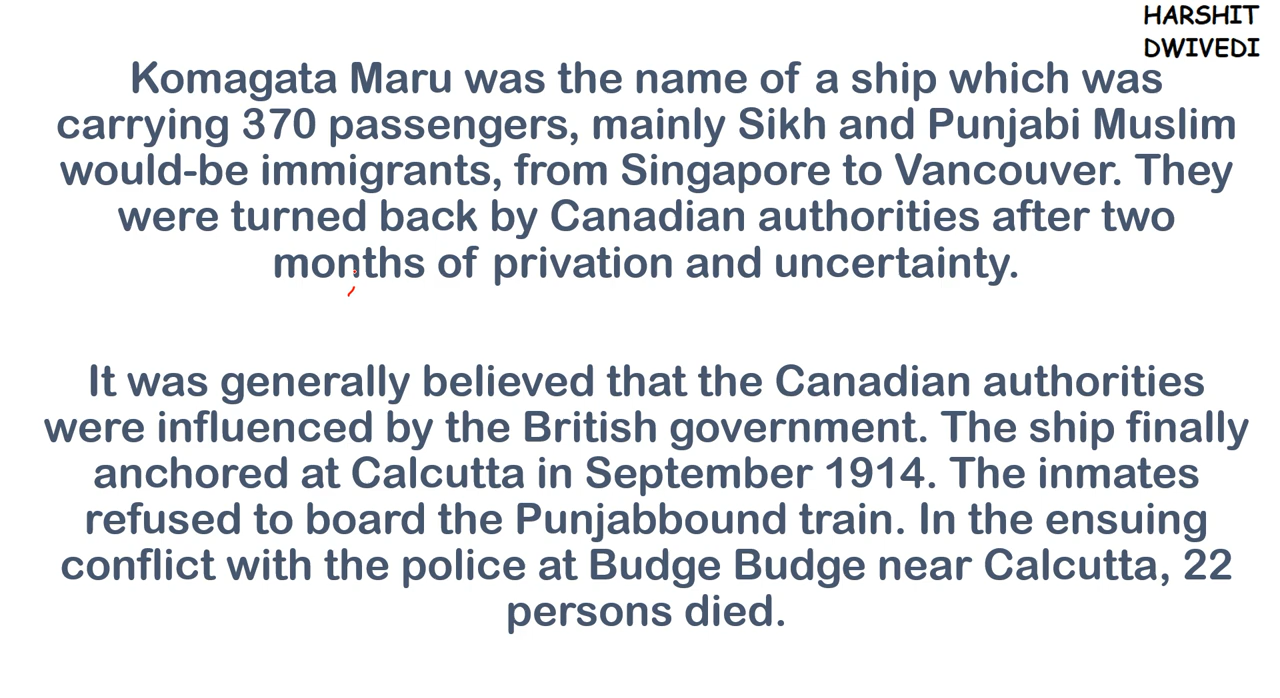 HARSHIT
DWIVEDI
Komagata Maru was the name of a ship which was
carrying 370 passengers, mainly Sikh and Punjabi Muslim
would-be immigrants, from Singapore to Vancouver. They
were turned back by Canadian authorities after two
months of privation and uncertainty.
It was generally believed that the Canadian authorities
were influenced by the British government. The ship finally
anchored at Calcutta in September 1914. The inmates
refused to board the Punjabbound train. In the ensuing
conflict with the police at Budge Budge near Calcutta, 22
persons died.